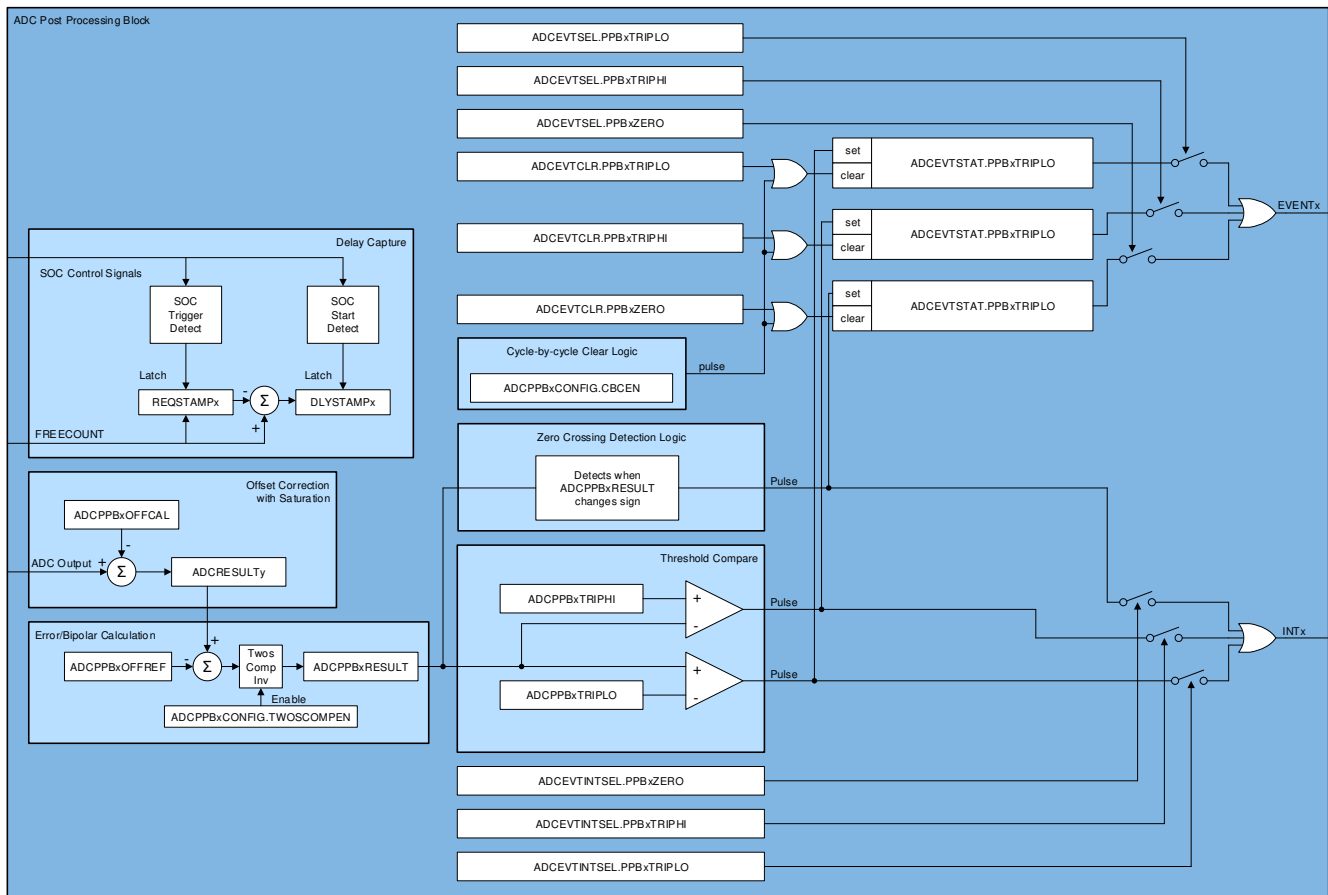 ADC Post Processing Block
ADCEVTSEL.PPBxTRIPLO
ADCEVTSEL.PPBxTRIPHI
ADCEVTSEL.PPBxZERO
ADCEVTCLR.PPBxTRIPLO
set
clear
ADCEVTSTAT.PPBxTRIPLO
EVENTx
ADCEVTCLR.PPBxTRIPHI
set
clear
ADCEVTSTAT.PPBxTRIPLO
ADCEVTCLR.PPBxZERO
set
clear
ADCEVTSTAT.PPBxTRIPLO
Delay Capture
SOC Control Signals
SOC
Trigger
Detect
SOC
Start
Detect
Latch
Latch
REQSTAMPx
-
Σ
+
DLYSTAMPx
FREECOUNT
Cycle-by-cycle Clear Logic
ADCPPBxCONFIG.CBCEN
pulse
Zero Crossing Detection Logic
Detects when
ADCPPBxRESULT
changes sign
Pulse
Offset Correction
with Saturation
ADCPPBxOFFCAL
-
ADC Output
+
Σ
ADCRESULTy
Threshold Compare
ADCPPBxTRIPHI
+
-
Pulse
+
-
Pulse
ADCPPBxTRIPLO
INTx
Error/Bipolar Calculation
+
ADCPPBxOFFREF
-
Σ
Twos
Comp
Inv
ADCPPBxRESULT
Enable
ADCPPBxCONFIG.TWOSCOMPEN
ADCEVTINTSEL.PPBxZERO
ADCEVTINTSEL.PPBxTRIPHI
ADCEVTINTSEL.PPBxTRIPLO